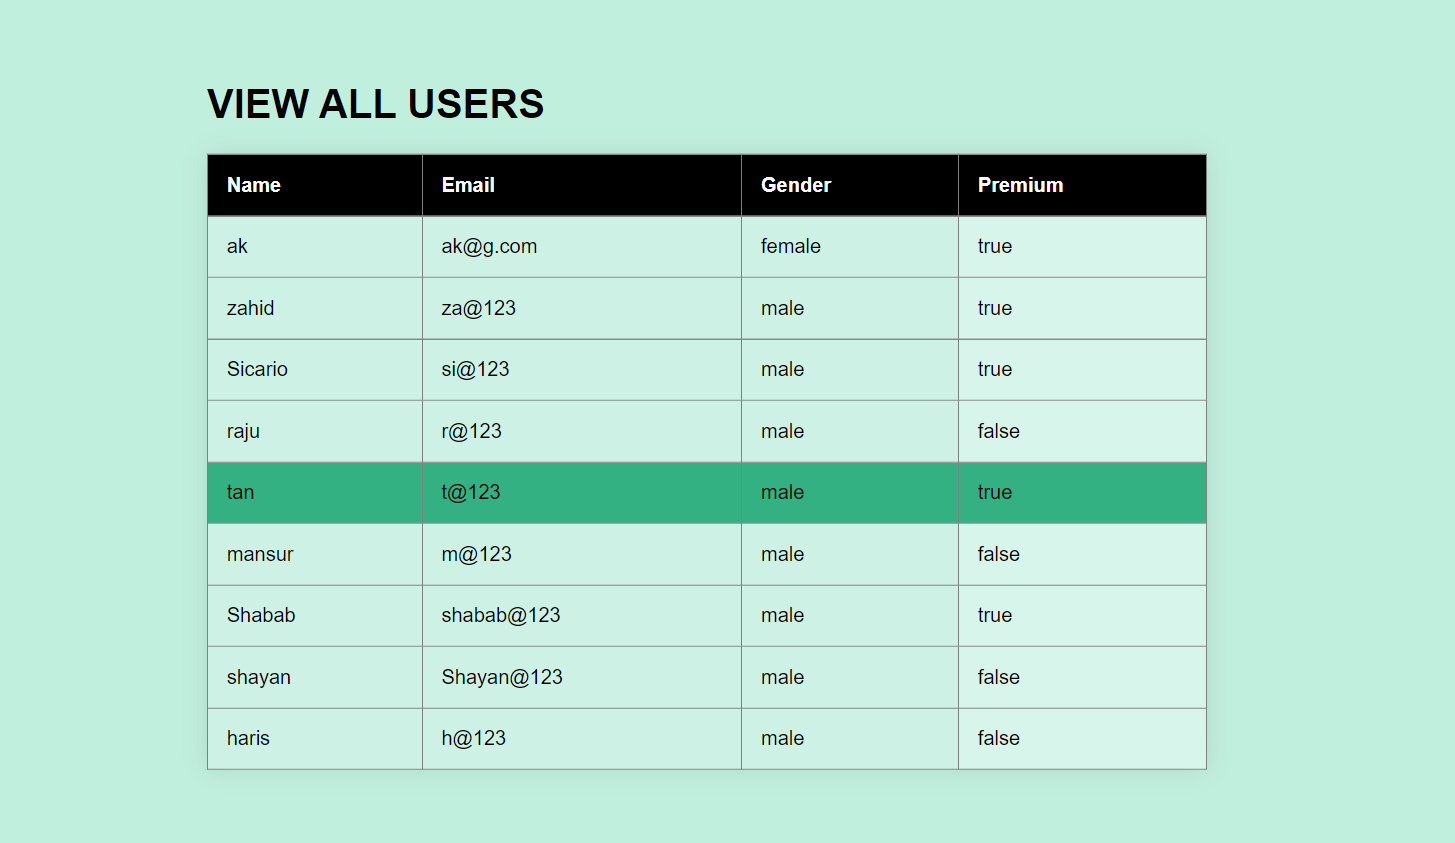 VIEW ALL USERS
Name Email Gender Premium
ak ak@g.com female true
zahid za@123 male true
Sicario si@123 male true
raju r@123 male false
tan t@123 male true
mansur m@123 male false
Shabab shabab@123 male true
shayan Shayan@123 male false
haris h@123 male false